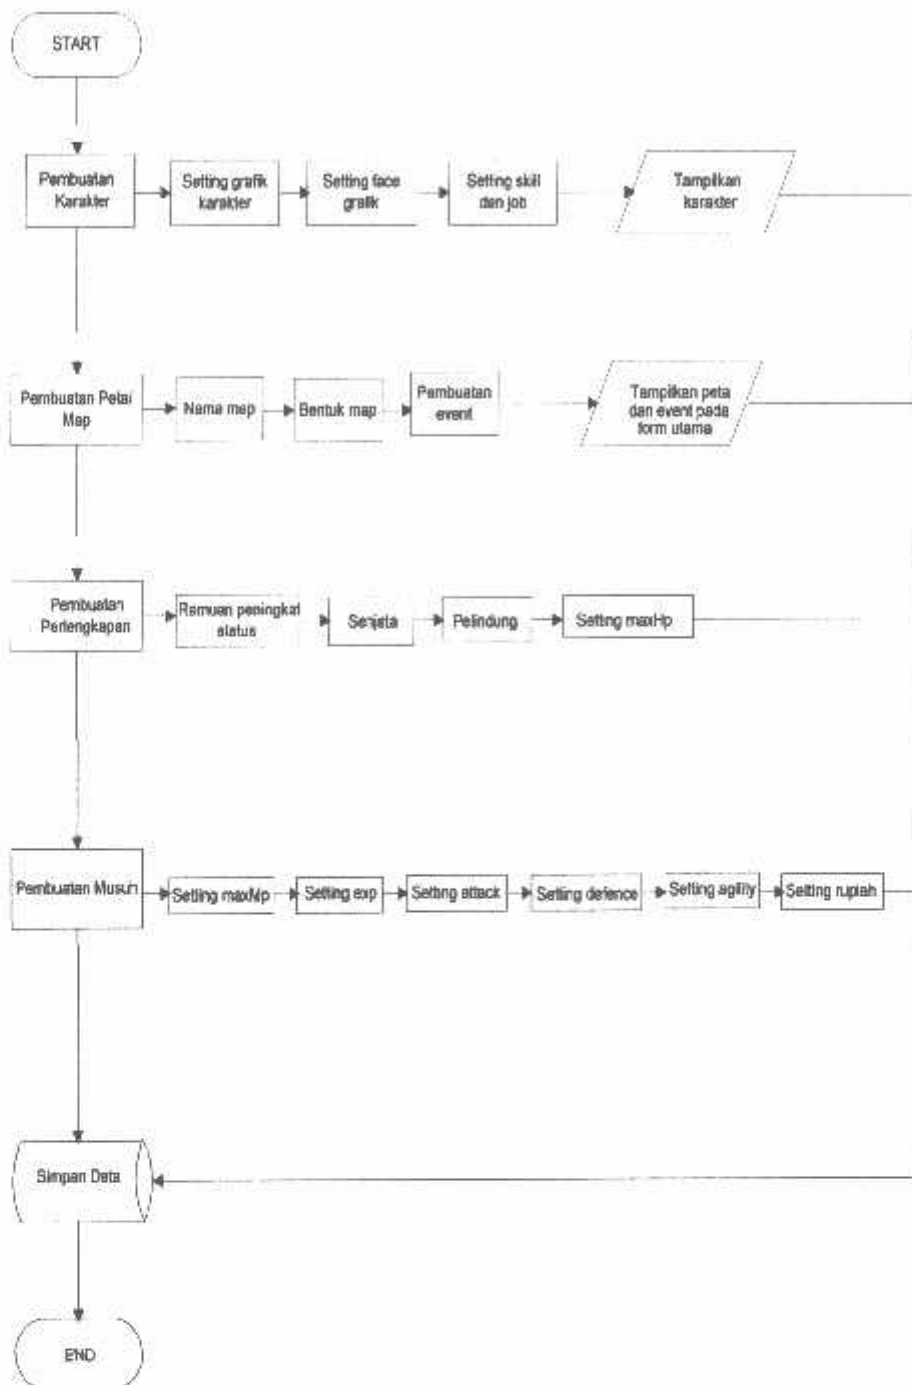 START
Pembuatan
Karakter
Setting grafik
karakter
Setting face
grafik
Setting skill
dan job
Tampilkan
karakter
Pembuatan Peta/
Map
Nama map
Bentuk map
Pembuatan
event
Tampilkan peta
dan event pada
form utama
Pembuatan
Perlengkapan
Ramuan peningkat
status
Senjata
Pelindung
Setting maxHp
Pembuatan Musuh
Setting maxMp
Setting exp
Setting attack
Setting defence
Setting agility
Setting rupiah
Simpan Data
END